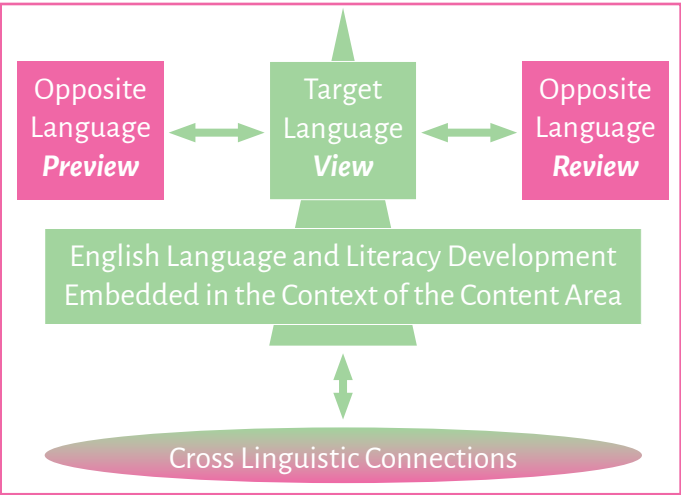 Opposite
Language
Preview
Target
Language
View
Opposite
Language
Review
English Language and Literacy Development
Embedded in the Context of the Content Area
Cross Linguistic Connections